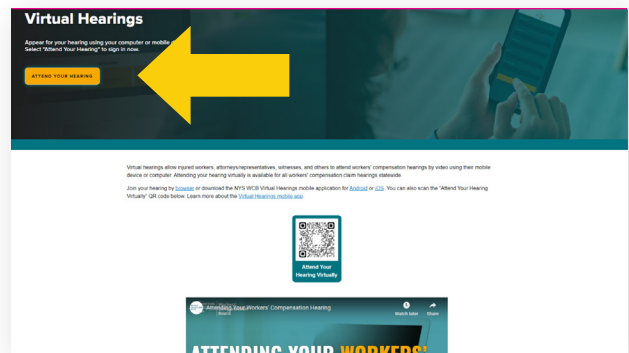 Virtual Hearings
Appear for your hearing using your computer or mobile
Select "Attend Your Hearing" to sign in now.
ATTEND YOUR HEARING
Virtual hearings allow injured workers, attorneys/representatives, witnesses, and others to attend workers' compensation hearings by video using their mobile
device or computer. Attending your hearing virtually is available for all workers' compensation claim hearings statewide.
Join your hearing by browser or download the NYS WCB Virtual Hearings mobile application for Android or iOS. You can also scan the "Attend Your Hearing
Virtually" QR code below. Learn more about the Virtual Hearings mobile app.
Attend Your
Hearing Virtually
Attending Your Workers' Compensation Hearing
Board
Watch later
Share
ATTENDING YOUR WORKERS'